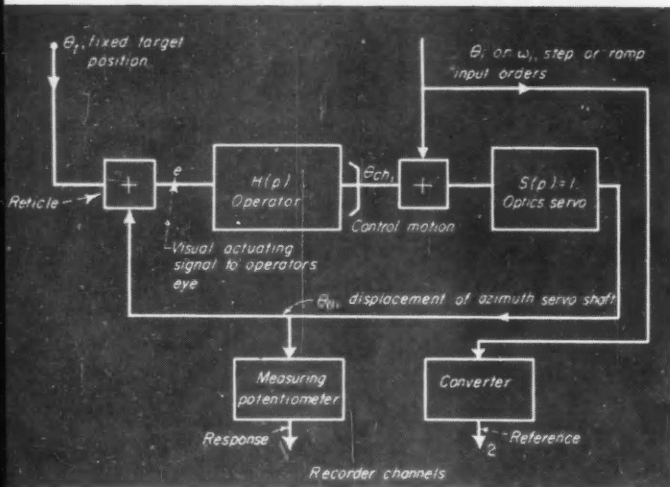 θt, fixed target
position
θi or ωi, step or ramp
input orders
+
e
H(p)
Operator
θch,
+
S(p) = 1.
Optics servo
Reticle
Control motion
Visual actuating
signal to operators
eye
displacement of azimuth servo shaft
Measuring
potentiometer
Converter
Response
1
Reference
2
Recorder channels